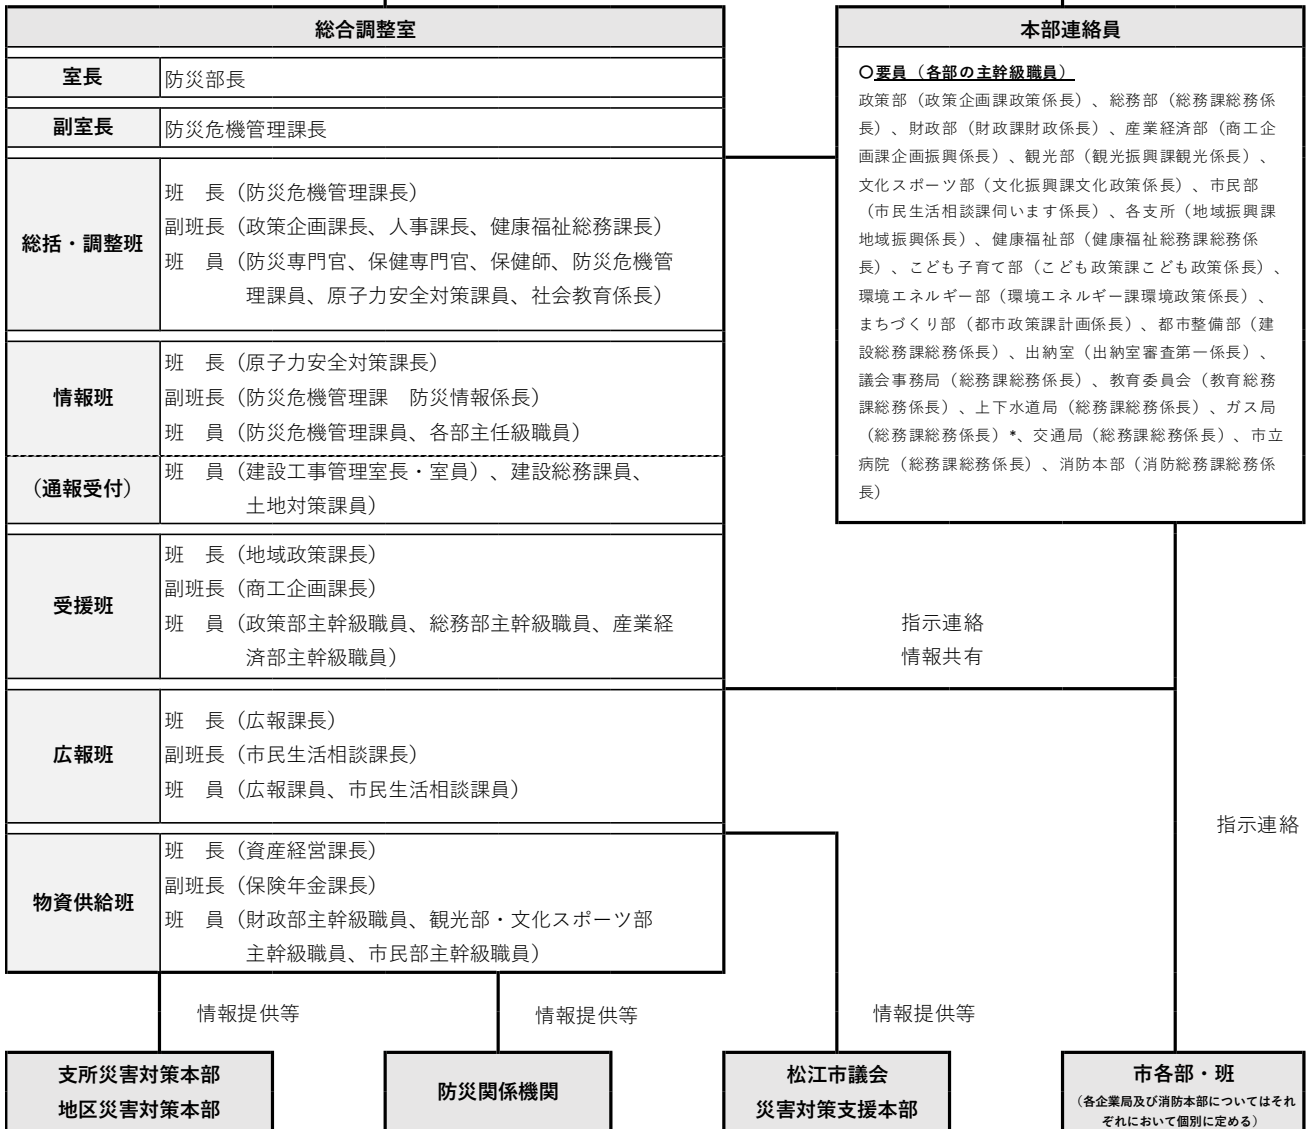 総合調整室
室長
防災部長
副室長
防災危機管理課長
総括・調整班
班　長（防災危機管理課長）
副班長（政策企画課長、人事課長、健康福祉総務課長）
班　員（防災専門官、保健専門官、保健師、防災危機管
理課員、原子力安全対策課員、社会教育係長）
情報班
班　長（原子力安全対策課長）
副班長（防災危機管理課　防災情報係長）
班　員（防災危機管理課員、各部主任級職員）
（通報受付）
班　員（建設工事管理室長・室員）、建設総務課員、
土地対策課員）
受援班
班　長（地域政策課長）
副班長（商工企画課長）
班　員（政策部主幹級職員、総務部主幹級職員、産業経
済部主幹級職員）
広報班
班　長（広報課長）
副班長（市民生活相談課長）
班　員（広報課員、市民生活相談課員）
物資供給班
班　長（資産経営課長）
副班長（保険年金課長）
班　員（財政部主幹級職員、観光部・文化スポーツ部
主幹級職員、市民部主幹級職員）
本部連絡員
〇要員（各部の主幹級職員）
政策部（政策企画課政策係長）、総務部（総務課総務係
長）、財政部（財政課財政係長）、産業経済部（商工企
画課企画振興係長）、観光部（観光振興課観光係長）、
文化スポーツ部（文化振興課文化政策係長）、市民部
（市民生活相談課伺います係長）、各支所（地域振興課
地域振興係長）、健康福祉部（健康福祉総務課総務係
長）、こども子育て部（こども政策課こども政策係長）、
環境エネルギー部（環境エネルギー課環境政策係長）、
まちづくり部（都市政策課計画係長）、都市整備部（建
設総務課総務係長）、出納室（出納室審査第一係長）、
議会事務局（総務課総務係長）、教育委員会（教育総務
課総務係長）、上下水道局（総務課総務係長）、ガス局
（総務課総務係長）*、交通局（総務課総務係長）、市立
病院（総務課総務係長）、消防本部（消防総務課総務係
長）
指示連絡
情報共有
指示連絡
情報提供等
情報提供等
情報提供等
支所災害対策本部
地区災害対策本部
防災関係機関
松江市議会
災害対策支援本部
市各部・班
（各企業局及び消防本部についてはそれ
ぞれにおいて個別に定める）